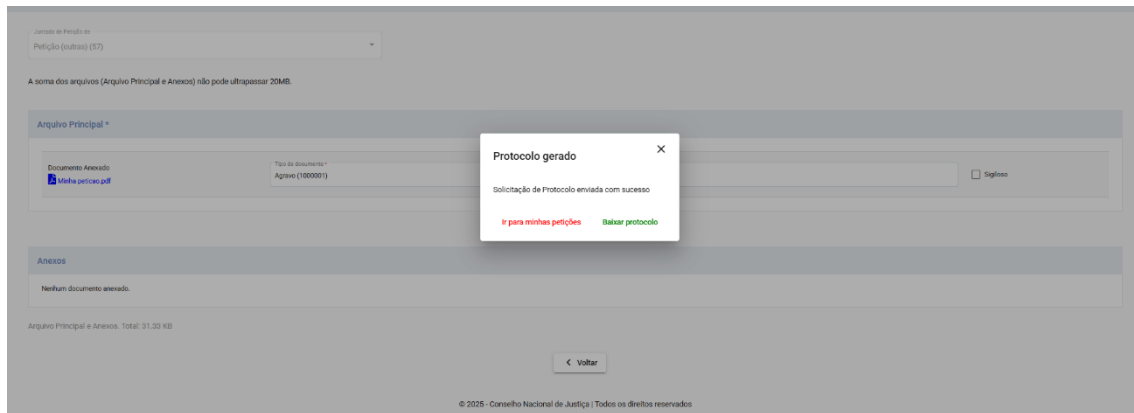 Juntada de Petição de
Petição (outras) (57)
A soma dos arquivos (Arquivo Principal e Anexos) não pode ultrapassar 20MB.
Arquivo Principal *
Documento Anexado
Minha peticao.pdf
Tipo de documento *
Agravo (1000001)
Sigiloso
Protocolo gerado
Solicitação de Protocolo enviada com sucesso
Ir para minhas petições Baixar protocolo
Anexos
Nenhum documento anexado.
Arquivo Principal e Anexos. Total: 31.33 KB
Voltar
© 2025 - Conselho Nacional de Justiça | Todos os direitos reservados